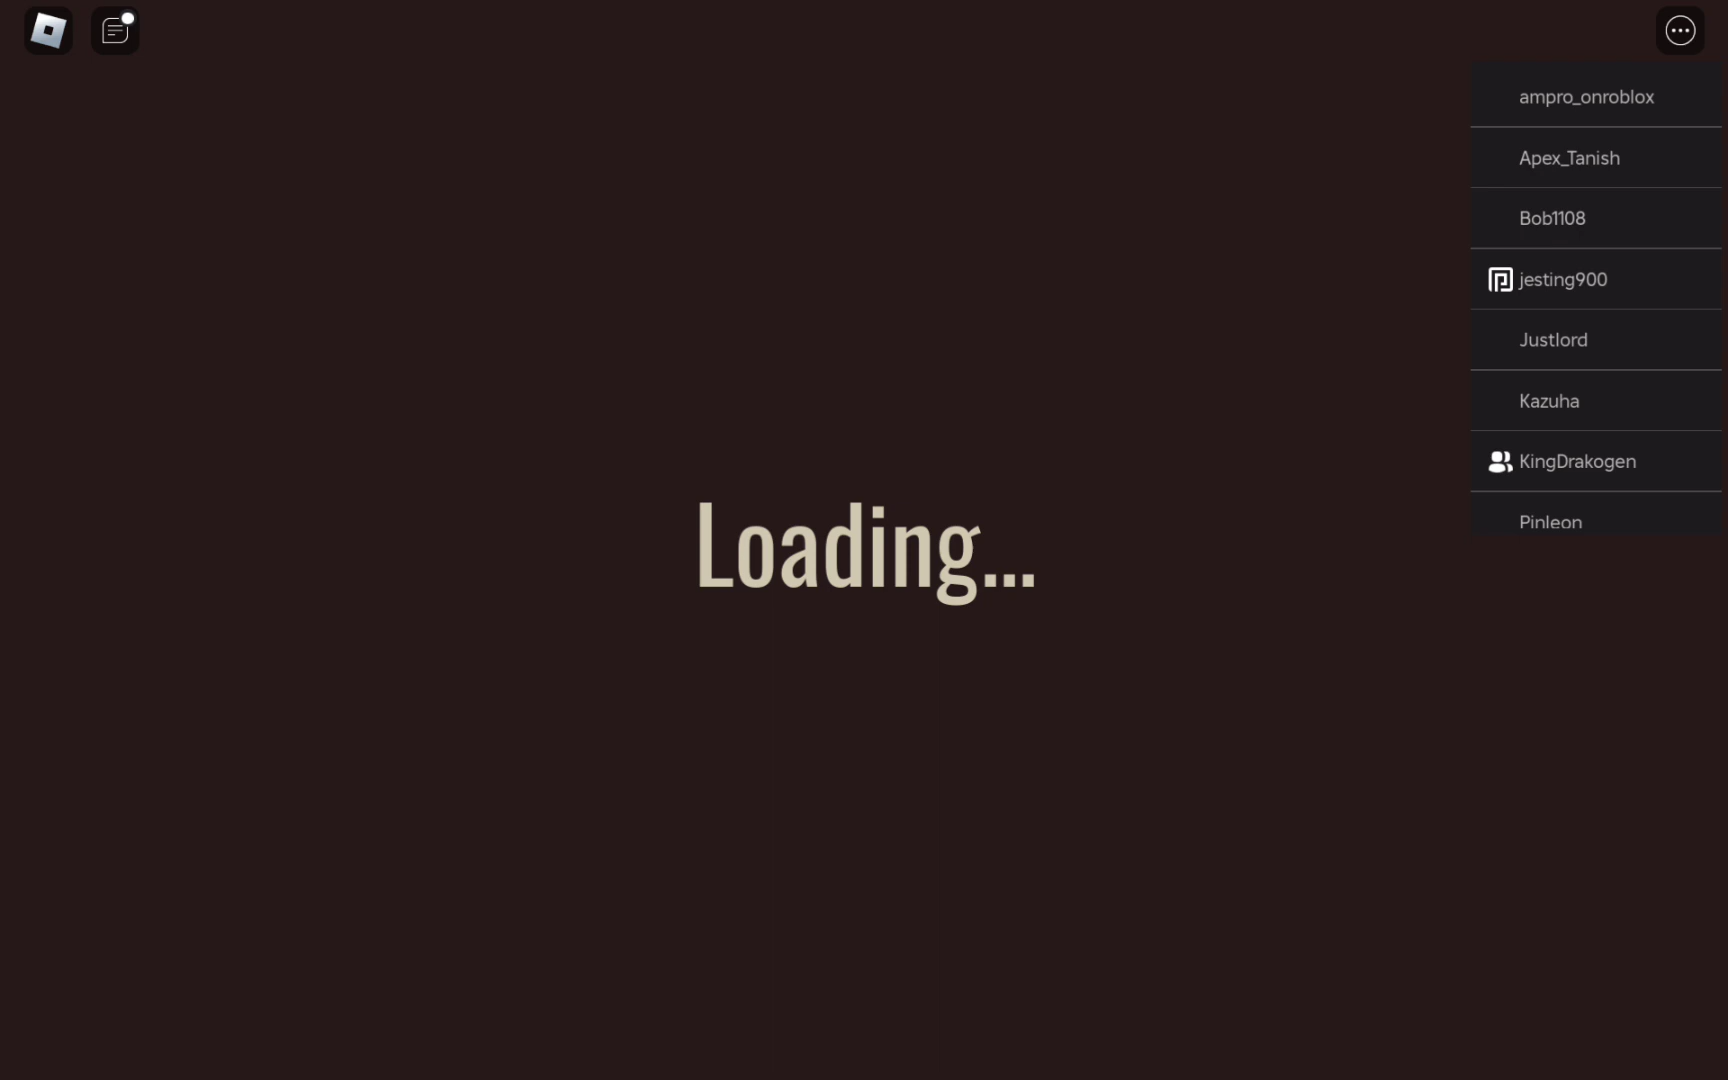 ampro_onroblox
Apex_Tanish
Bob1108
jesting900
Justlord
Kazuha
KingDrakogen
Pinleon
Loading...